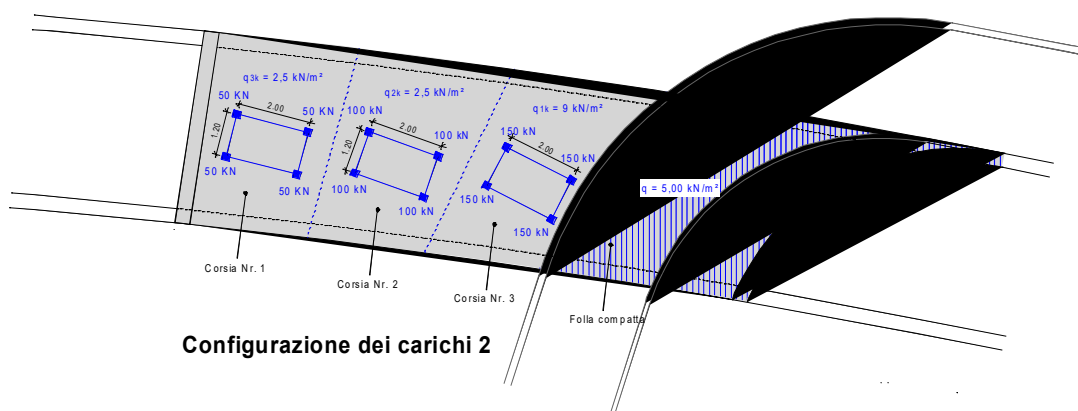 q3k = 2,5 kN/m²
50 KN
2.00
50 KN
1.20
50 KN
50 KN
q2k = 2,5 kN/m²
100 kN
2.00
100 kN
1.20
100 kN
100 kN
q1k = 9 kN/m²
150 kN
2.00
150 kN
150 kN
150 kN
q = 5,00 kN/m²
Corsia Nr. 1
Corsia Nr. 2
Corsia Nr. 3
Folla compatta
Configurazione dei carichi 2